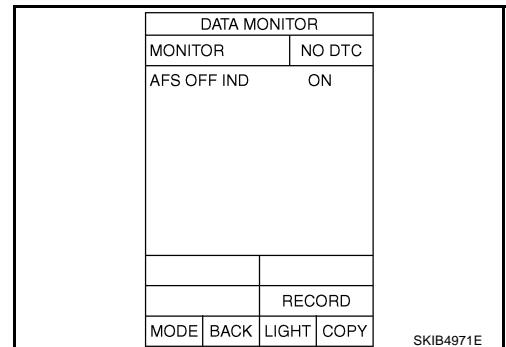 DATA MONITOR
MONITOR NO DTC
AFS OFF IND ON
RECORD
MODE BACK LIGHT COPY
SKIB4971E